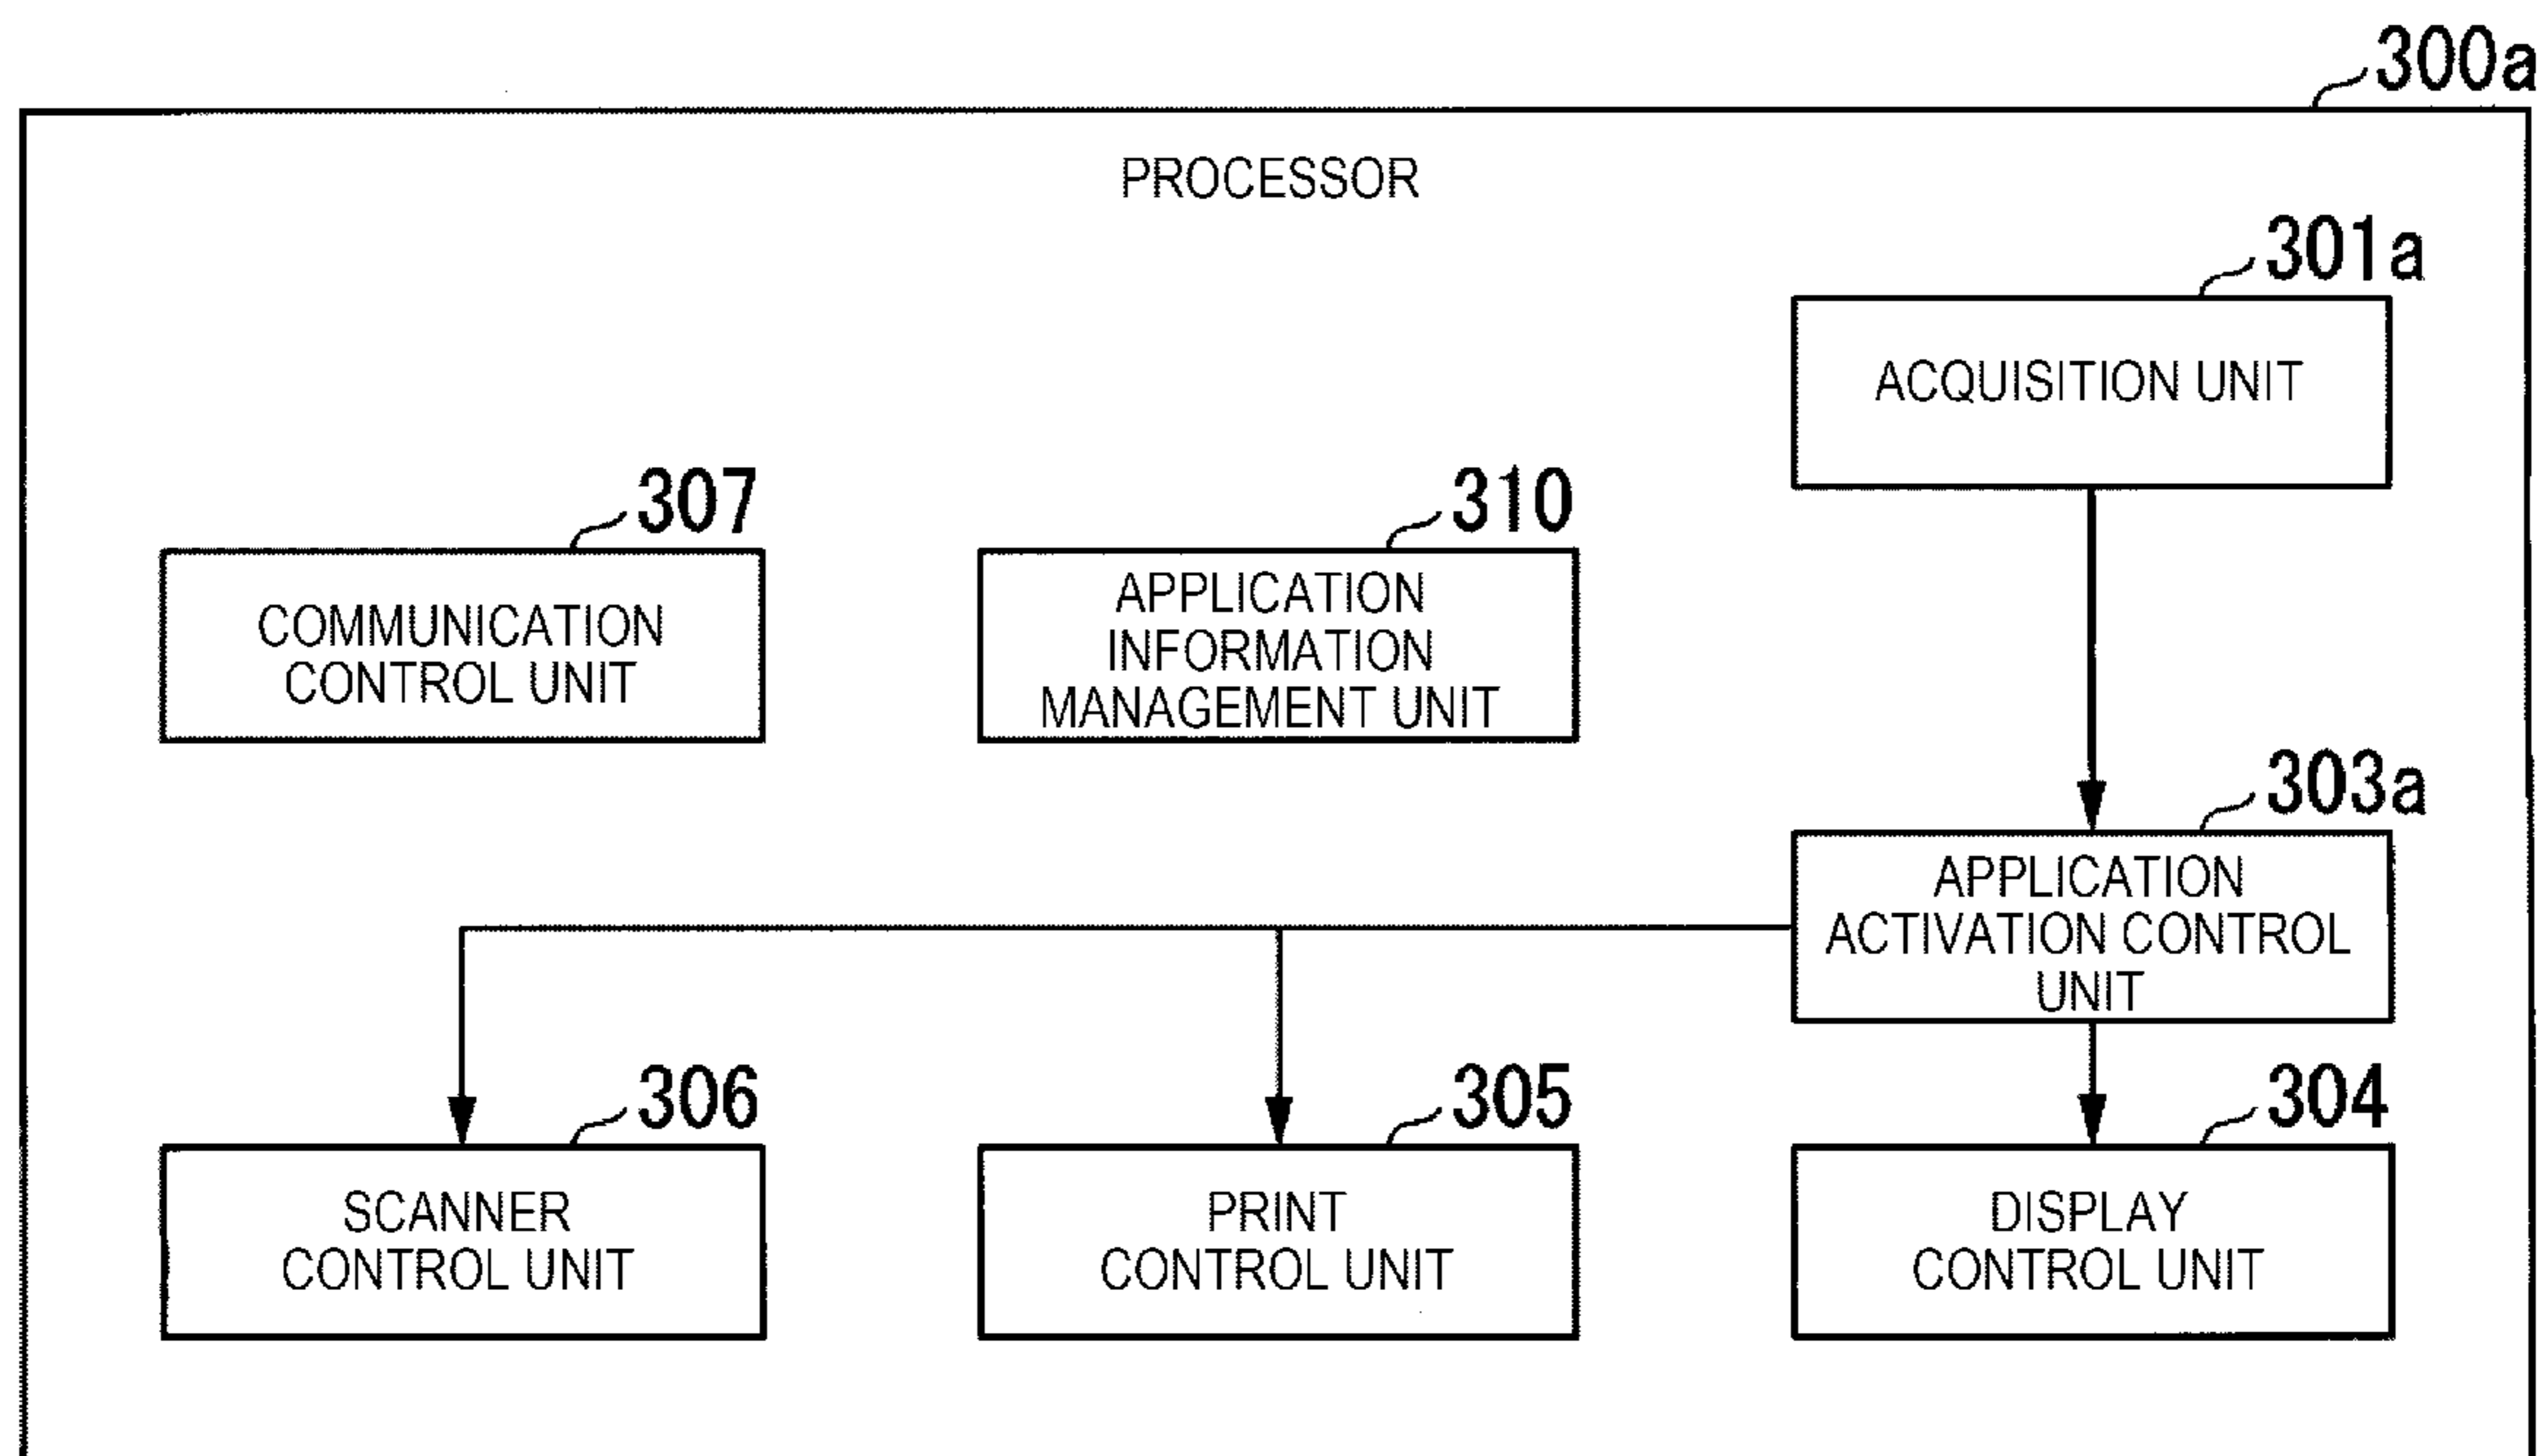 300a
PROCESSOR
301a
ACQUISITION UNIT
307
COMMUNICATION
CONTROL UNIT
310
APPLICATION
INFORMATION
MANAGEMENT UNIT
303a
APPLICATION
ACTIVATION CONTROL
UNIT
306
SCANNER
CONTROL UNIT
305
PRINT
CONTROL UNIT
304
DISPLAY
CONTROL UNIT